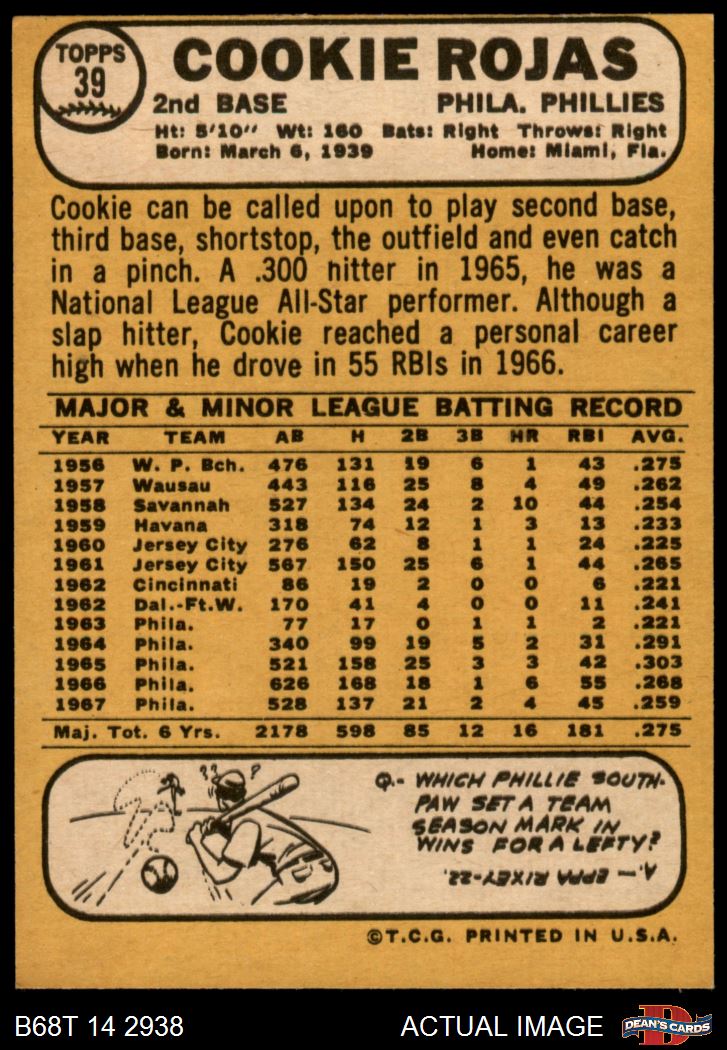 TOPPS
39
COOKIE ROJAS
2nd BASE PHILA. PHILLIES
Ht: 5'10" Wt: 160 Bats: Right Throws: Right
Born: March 6, 1939 Home: Miami, Fla.
Cookie can be called upon to play second base,
third base, shortstop, the outfield and even catch
in a pinch. A .300 hitter in 1965, he was a
National League All-Star performer. Although a
slap hitter, Cookie reached a personal career
high when he drove in 55 RBIs in 1966.
MAJOR & MINOR LEAGUE BATTING RECORD
YEAR TEAM AB H 2B 3B HR RBI AVG.
1956 W. P. Bch. 476 131 19 6 1 43 .275
1957 Wausau 443 116 25 8 4 49 .262
1958 Savannah 527 134 24 2 10 44 .254
1959 Havana 318 74 12 1 3 13 .233
1960 Jersey City 276 62 8 1 1 24 .225
1961 Jersey City 567 150 25 6 1 44 .265
1962 Cincinnati 86 19 2 0 0 6 .221
1962 Dal.-Ft.W. 170 41 4 0 0 11 .241
1963 Phila. 77 17 0 1 1 2 .221
1964 Phila. 340 99 19 5 2 31 .291
1965 Phila. 521 158 25 3 3 42 .303
1966 Phila. 626 168 18 1 6 55 .268
1967 Phila. 528 137 21 2 4 45 .259
Maj. Tot. 6 Yrs. 2178 598 85 12 16 181 .275
?? ?
Q.- WHICH PHILLIE SOUTH-
PAW SET A TEAM
SEASON MARK IN
WINS FOR A LEFTY?
A.— EPPA RIXEY-22.
©T.C.G. PRINTED IN U.S.A.
B68T 14 2938 ACTUAL IMAGE
D
DEAN'S CARDS